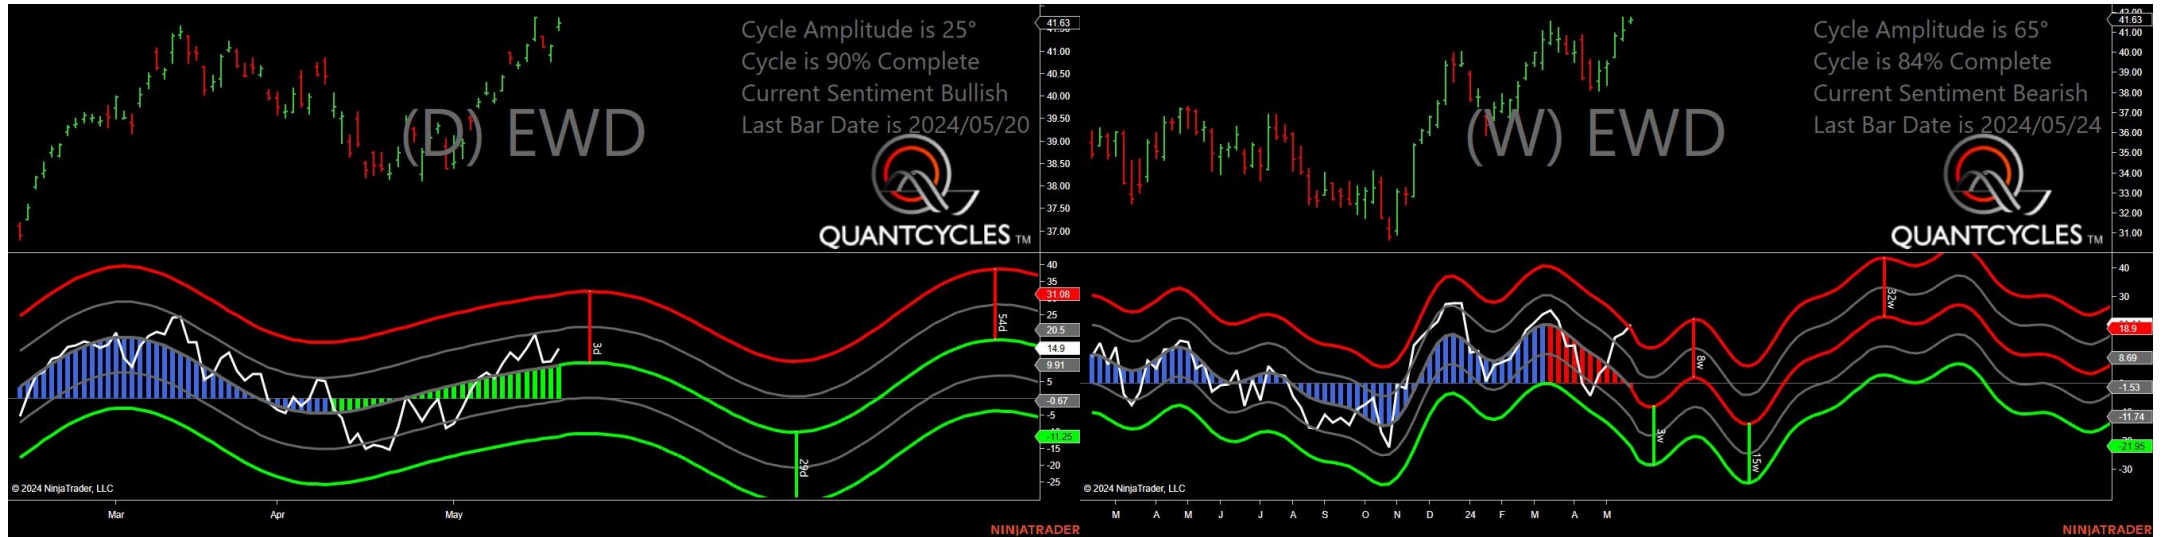 Cycle Amplitude is 25°
Cycle is 90% Complete
Current Sentiment Bullish
Last Bar Date is 2024/05/20
(D) EWD
QUANTCYCLES TM
41.63
41.00
40.50
40.00
39.50
39.00
38.50
38.00
37.50
37.00
40
35
31.08
25
20.5
14.9
9.91
5
-0.67
-5
-11.25
-15
-20
-25
3d
29d
54d
© 2024 NinjaTrader, LLC
Mar Apr May
NINJATRADER
Cycle Amplitude is 65°
Cycle is 84% Complete
Current Sentiment Bearish
Last Bar Date is 2024/05/24
(W) EWD
QUANTCYCLES TM
42.00
41.63
41.00
40.00
39.00
38.00
37.00
36.00
35.00
34.00
33.00
32.00
31.00
40
30
18.9
8.69
-1.53
-11.74
-21.95
-30
3w
8w
15w
32w
© 2024 NinjaTrader, LLC
M A M J J A S O N D 24 F M A M
NINJATRADER